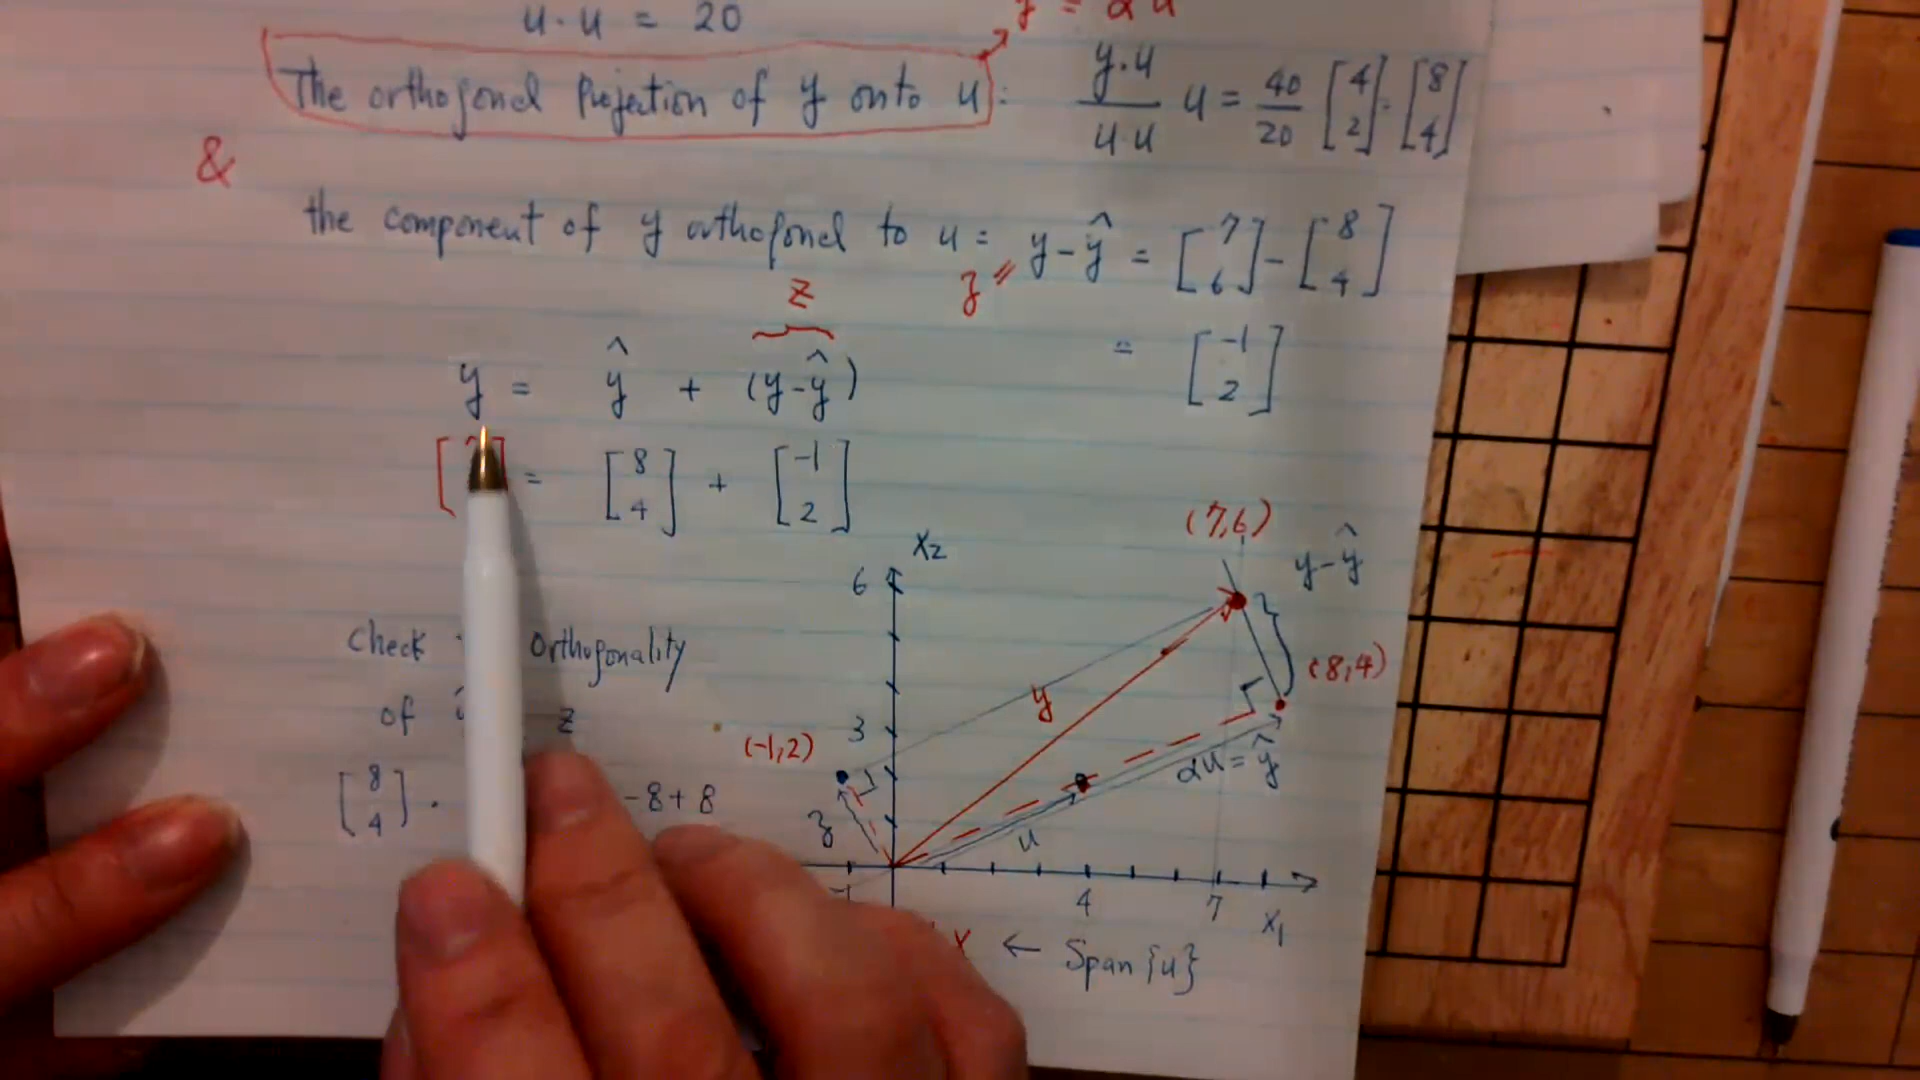 u · u = 20
ŷ = αu
The orthogonal Projection of y onto u : y·u / u·u u = 40/20 [4 2] = [8 4]
&
the component of y orthogonal to u = y - ŷ = [7 6] - [8 4]
z =
z
= [-1 2]
y = ŷ + (y - ŷ)
= [8 4] + [-1 2]
(7,6)
y - ŷ
x2
6
Check Orthogonality
of z
(8,4)
y
3
(-1,2)
αu = ŷ
[8 4] · -8+8
z
u
-1 4 7
x1
x ← Span {u}